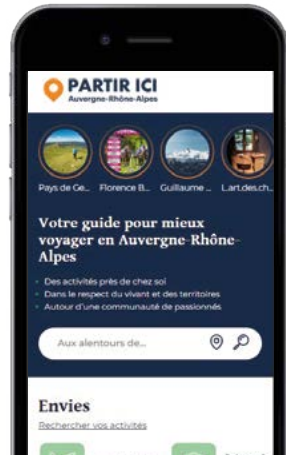 PARTIR ICI
Auvergne-Rhône-Alpes
Pays de Ge... Florence B... Guillaume ... L.art.des.ch...
Votre guide pour mieux
voyager en Auvergne-Rhône-
Alpes
Des activités près de chez soi
Dans le respect du vivant et des territoires
Autour d'une communauté de passionnés
Aux alentours de...
Envies
Rechercher vos activités